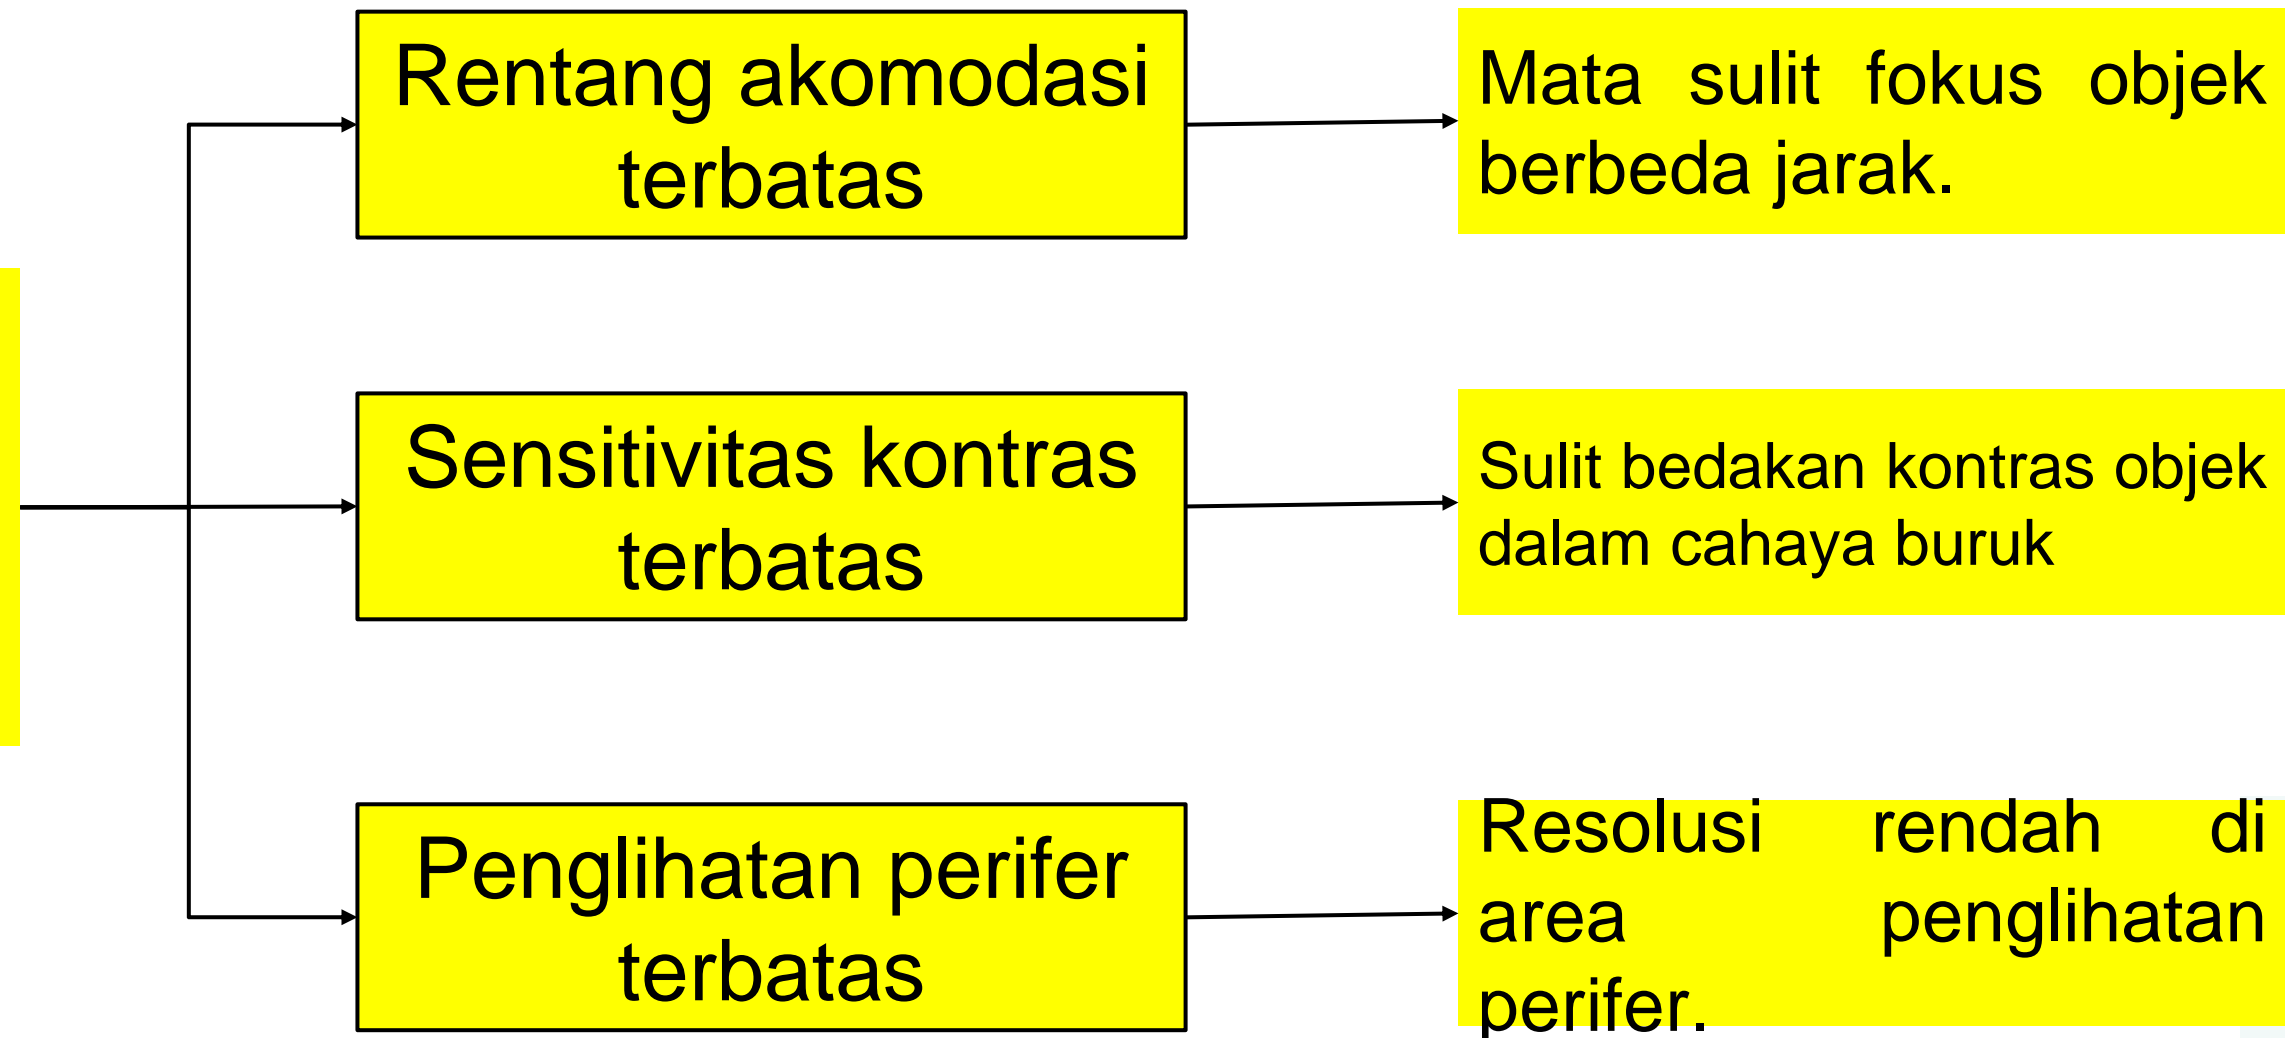 Rentang akomodasi
terbatas
Mata sulit fokus objek
berbeda jarak.
Sensitivitas kontras
terbatas
Sulit bedakan kontras objek
dalam cahaya buruk
Penglihatan perifer
terbatas
Resolusi rendah di
area penglihatan
perifer.